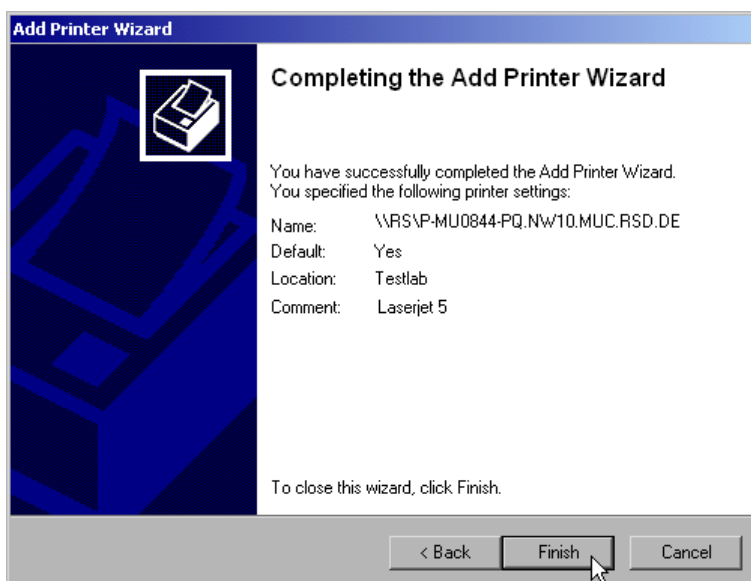 Add Printer Wizard
Completing the Add Printer Wizard
You have successfully completed the Add Printer Wizard.
You specified the following printer settings:
Name: \\RS\P-MU0844-PQ.NW10.MUC.RSD.DE
Default: Yes
Location: Testlab
Comment: Laserjet 5
To close this wizard, click Finish.
< Back Finish Cancel